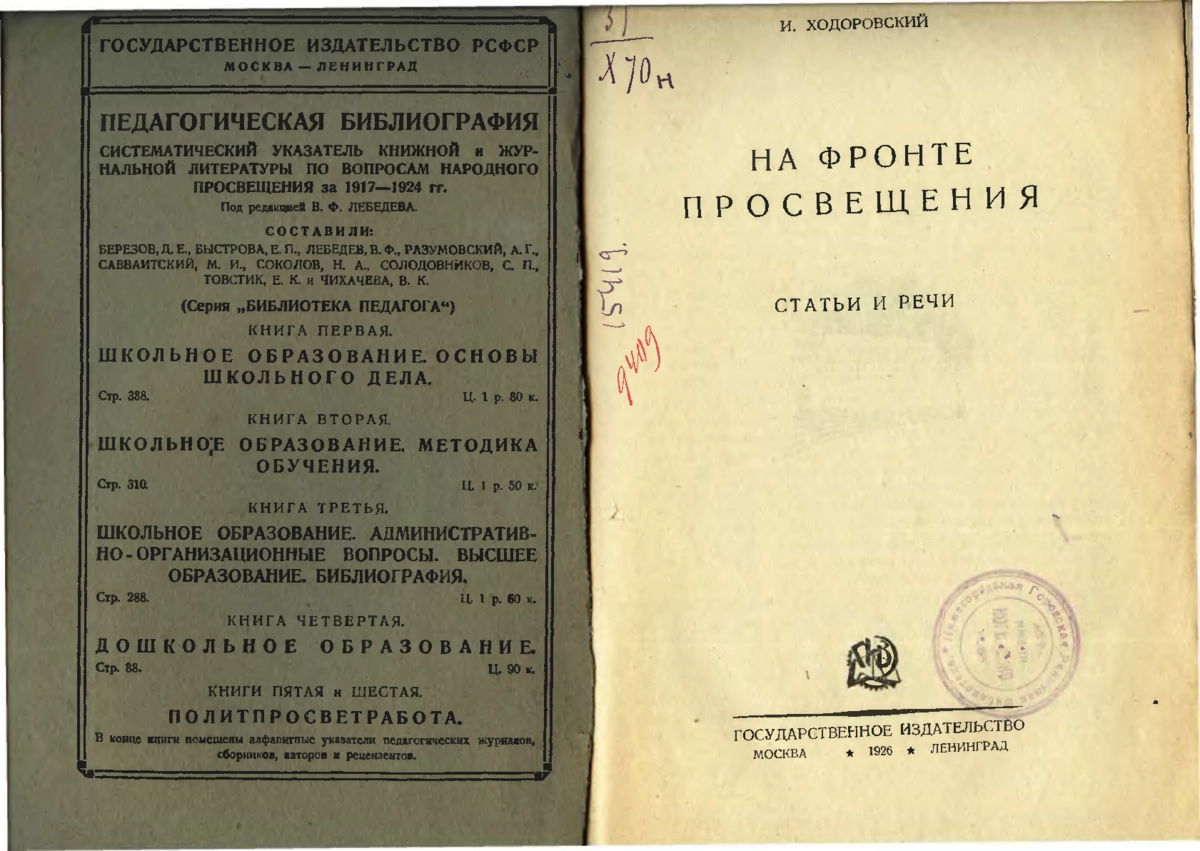 ГОСУДАРСТВЕННОЕ ИЗДАТЕЛЬСТВО РСФСР
МОСКВА — ЛЕНИНГРАД
ПЕДАГОГИЧЕСКАЯ БИБЛИОГРАФИЯ
СИСТЕМАТИЧЕСКИЙ УКАЗАТЕЛЬ КНИЖНОЙ и ЖУР-
НАЛЬНОЙ ЛИТЕРАТУРЫ ПО ВОПРОСАМ НАРОДНОГО
ПРОСВЕЩЕНИЯ за 1917—1924 гг.
Под редакцией В. Ф. ЛЕБЕДЕВА.
СОСТАВИЛИ:
БЕРЕЗОВ, Д. Е., БЫСТРОВА, Е. П., ЛЕБЕДЕВ, В. Ф., РАЗУМОВСКИЙ, А. Г.,
САВВАИТСКИЙ, М. И., СОКОЛОВ, Н. А., СОЛОДОВНИКОВ, С. П.,
ТОВСТИК, Е. К. и ЧИХАЧЕВА, В. К.
(Серия „БИБЛИОТЕКА ПЕДАГОГА“)
КНИГА ПЕРВАЯ.
ШКОЛЬНОЕ ОБРАЗОВАНИЕ. ОСНОВЫ
ШКОЛЬНОГО ДЕЛА.
Стр. 388. Ц. 1 р. 80 к.
КНИГА ВТОРАЯ.
ШКОЛЬНОЕ ОБРАЗОВАНИЕ. МЕТОДИКА
ОБУЧЕНИЯ.
Стр. 310. Ц. 1 р. 50 к.
КНИГА ТРЕТЬЯ.
ШКОЛЬНОЕ ОБРАЗОВАНИЕ. АДМИНИСТРАТИВ-
НО-ОРГАНИЗАЦИОННЫЕ ВОПРОСЫ. ВЫСШЕЕ
ОБРАЗОВАНИЕ. БИБЛИОГРАФИЯ.
Стр. 288. Ц. 1 р. 60 к.
КНИГА ЧЕТВЕРТАЯ.
ДОШКОЛЬНОЕ ОБРАЗОВАНИЕ.
Стр. 88. Ц. 90 к.
КНИГИ ПЯТАЯ и ШЕСТАЯ.
ПОЛИТПРОСВЕТРАБОТА.
В конце книги помещены алфавитные указатели педагогических журналов,
сборников, авторов и рецензентов.
И. ХОДОРОВСКИЙ
Х70н
НА ФРОНТЕ
ПРОСВЕЩЕНИЯ
15419.
9409
СТАТЬИ И РЕЧИ
Нижегородская Городская
ГОСУДАРСТВЕННОЕ ИЗДАТЕЛЬСТВО
МОСКВА ★ 1926 ★ ЛЕНИНГРАД